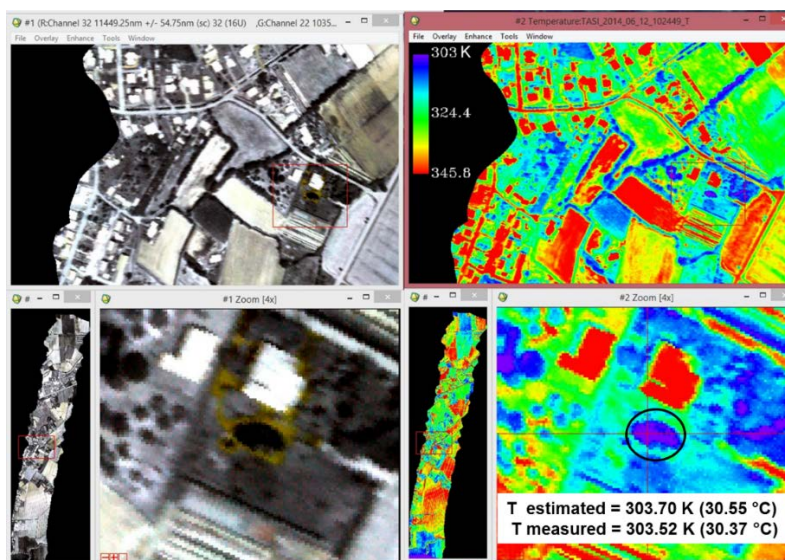 #1 (R:Channel 32 11449.25nm +/- 54.75nm (sc) 32 (16U) ,G:Channel 22 1035...
File Overlay Enhance Tools Window
#2 Temperature:TASI_2014_06_12_102449_T
File Overlay Enhance Tools Window
303 K
324.4
345.8
#
#1 Zoom [4x]
#
#2 Zoom [4x]
T estimated = 303.70 K (30.55 °C)
T measured = 303.52 K (30.37 °C)